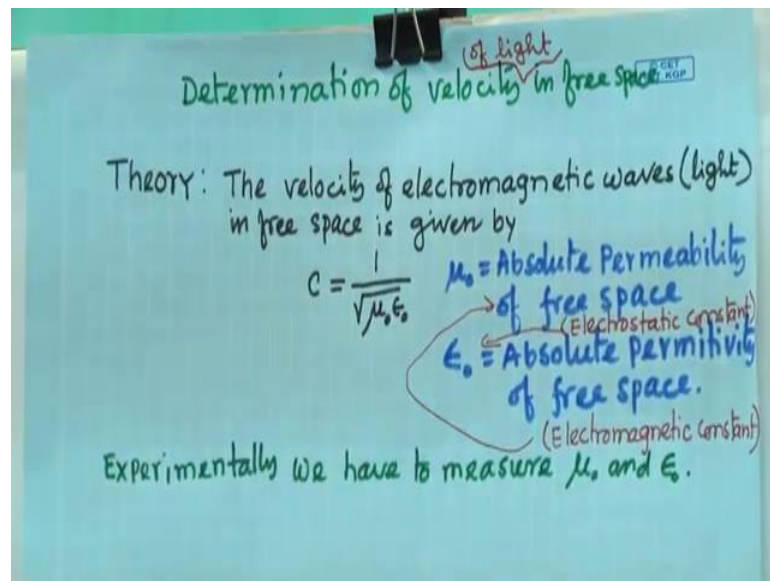 (of light)
Determination of velocity in free space
© CET
I.I.T. KGP
Theory: The velocity of electromagnetic waves (light)
in free space is given by
C = 1/√μ₀ε₀
μ₀ = Absolute Permeability
of free space
(Electrostatic constant)
ε₀ = Absolute permitivity
of free space.
(Electromagnetic constant)
Experimentally we have to measure μ₀ and ε₀.